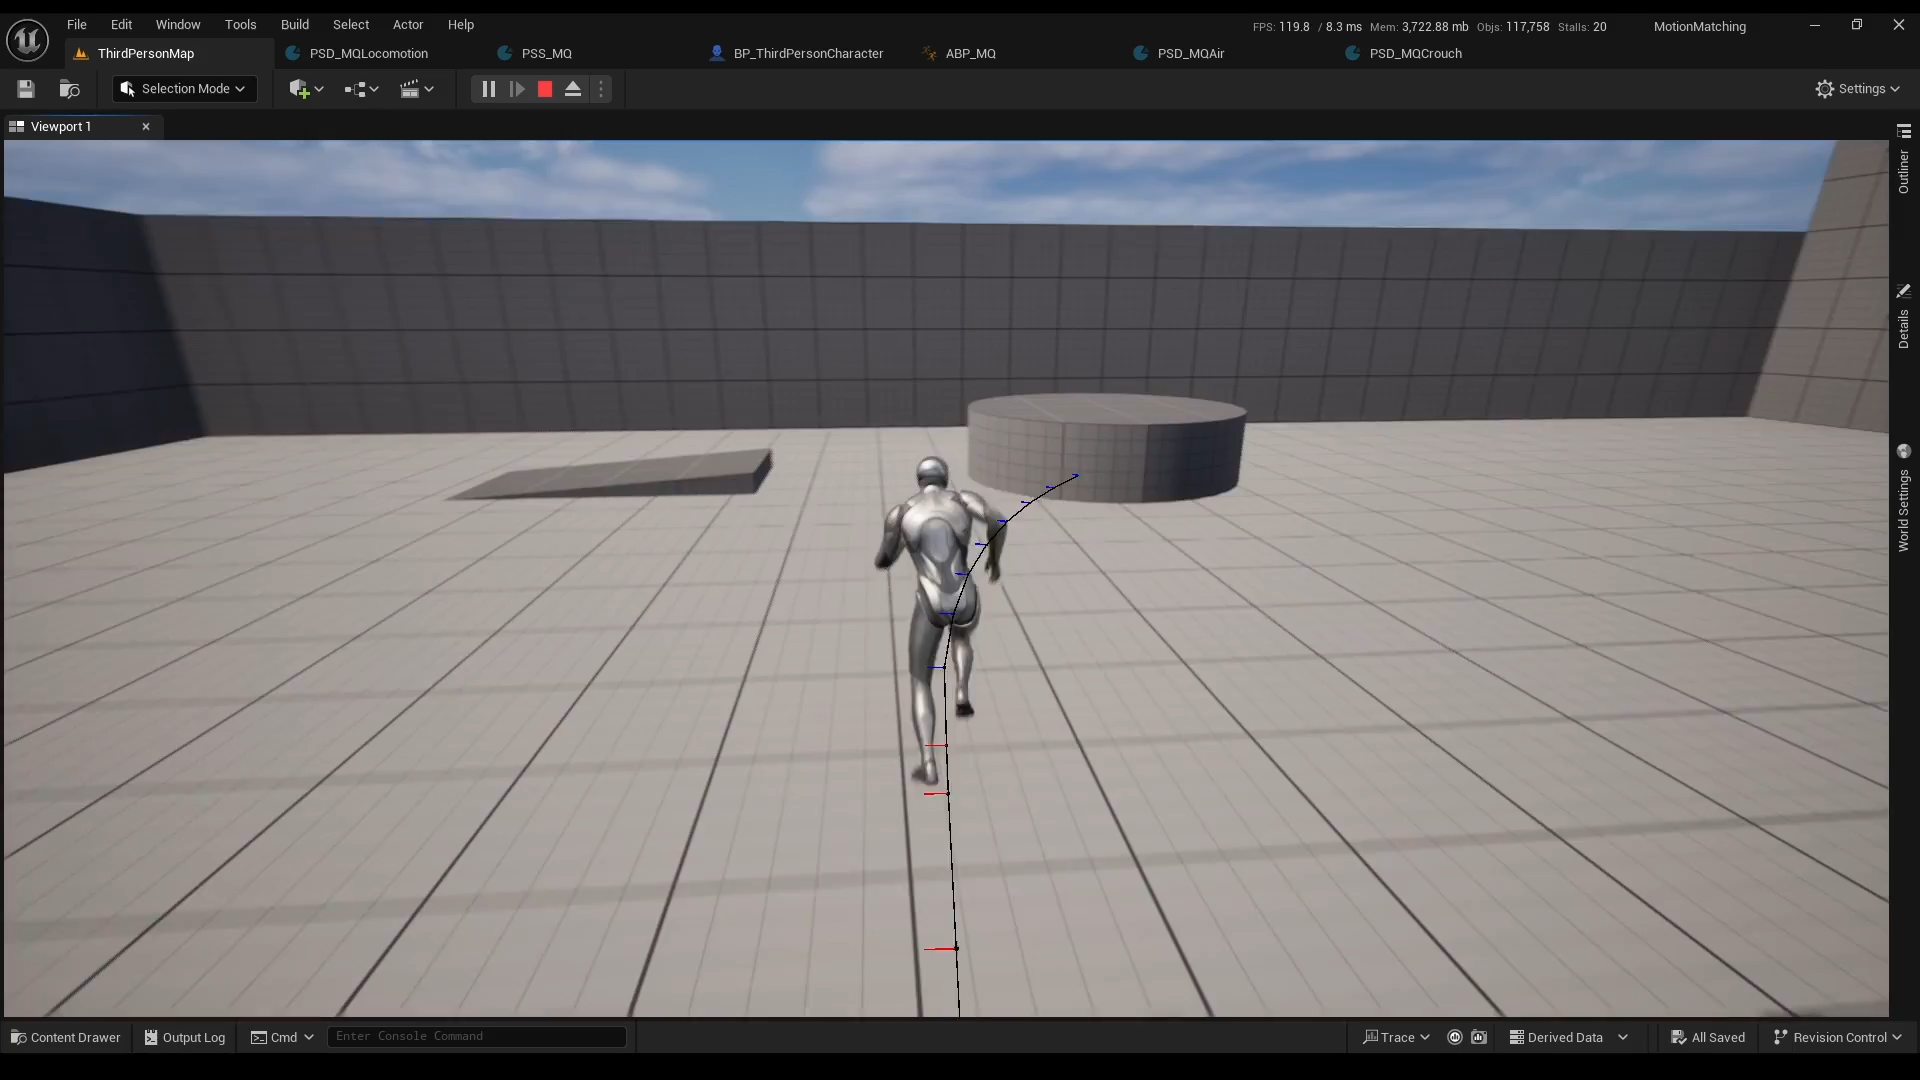 File Edit Window Tools Build Select Actor Help
FPS: 119.8 / 8.3 ms Mem: 3,722.88 mb Objs: 117,758 Stalls: 20 MotionMatching
ThirdPersonMap PSD_MQLocomotion PSS_MQ BP_ThirdPersonCharacter ABP_MQ PSD_MQAir PSD_MQCrouch
Selection Mode Settings
Viewport 1
Outliner
Details
World Settings
Content Drawer Output Log Cmd Enter Console Command Trace Derived Data All Saved Revision Control